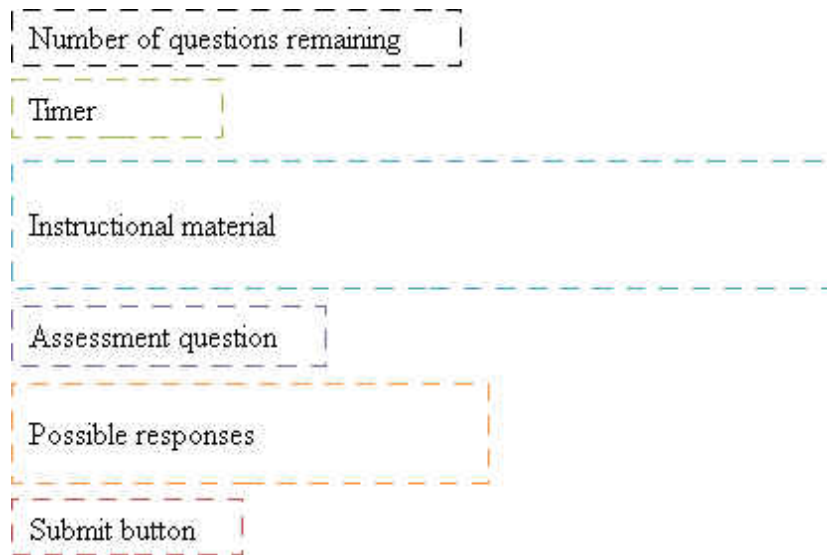 Number of questions remaining
Timer
Instructional material
Assessment question
Possible responses
Submit button